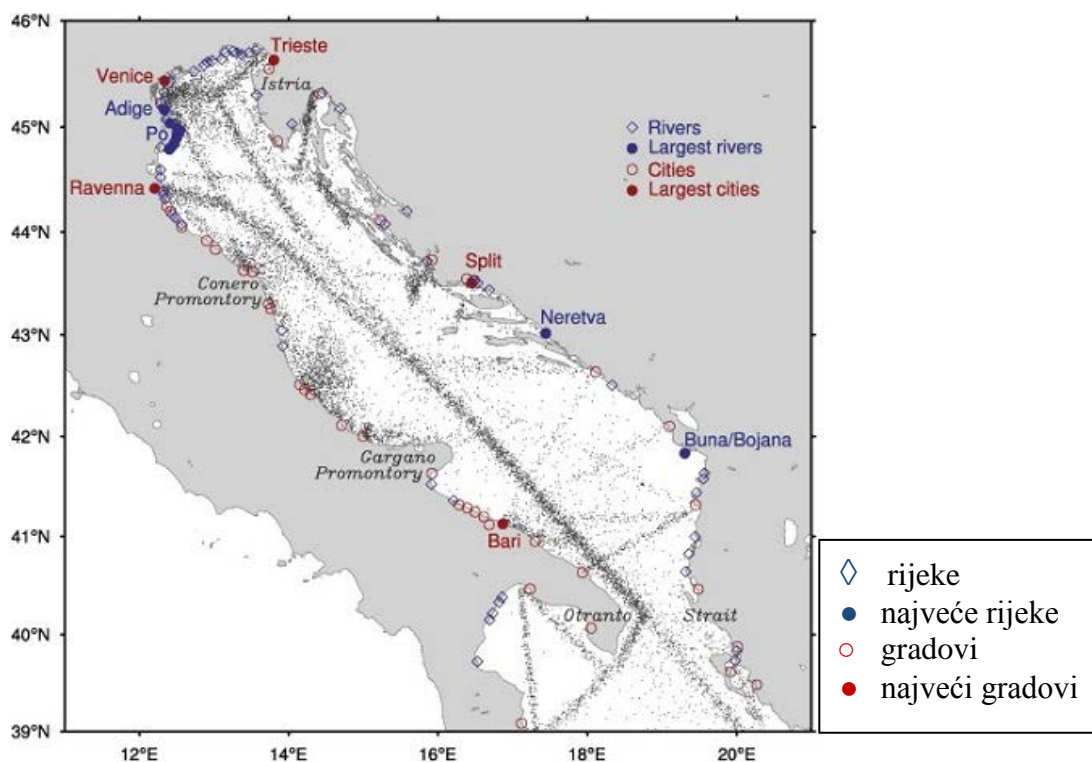 46°N
45°N
44°N
43°N
42°N
41°N
40°N
39°N
12°E
14°E
16°E
18°E
20°E
Trieste
Venice
Istria
Adige
Po
Ravenna
Rivers
Largest rivers
Cities
Largest cities
Split
Conero
Promontory
Neretva
Buna/Bojana
Gargano
Promontory
Bari
Otranto
Strait
rijeke
najveće rijeke
gradovi
najveći gradovi